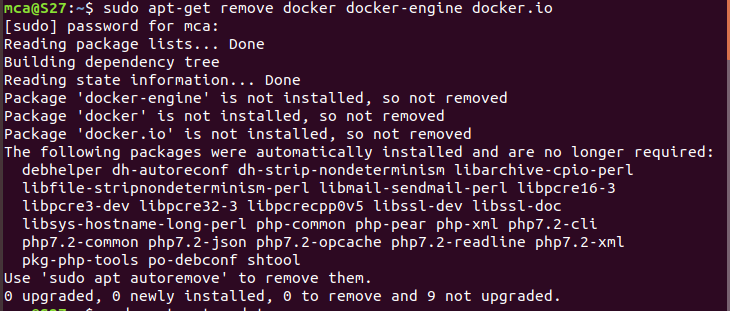 mca@S27:~$ sudo apt-get remove docker docker-engine docker.io
[sudo] password for mca:
Reading package lists... Done
Building dependency tree
Reading state information... Done
Package 'docker-engine' is not installed, so not removed
Package 'docker' is not installed, so not removed
Package 'docker.io' is not installed, so not removed
The following packages were automatically installed and are no longer required:
  debhelper dh-autoreconf dh-strip-nondeterminism libarchive-cpio-perl
  libfile-stripnondeterminism-perl libmail-sendmail-perl libpcre16-3
  libpcre3-dev libpcre32-3 libpcrecpp0v5 libssl-dev libssl-doc
  libsys-hostname-long-perl php-common php-pear php-xml php7.2-cli
  php7.2-common php7.2-json php7.2-opcache php7.2-readline php7.2-xml
  pkg-php-tools po-debconf shtool
Use 'sudo apt autoremove' to remove them.
0 upgraded, 0 newly installed, 0 to remove and 9 not upgraded.